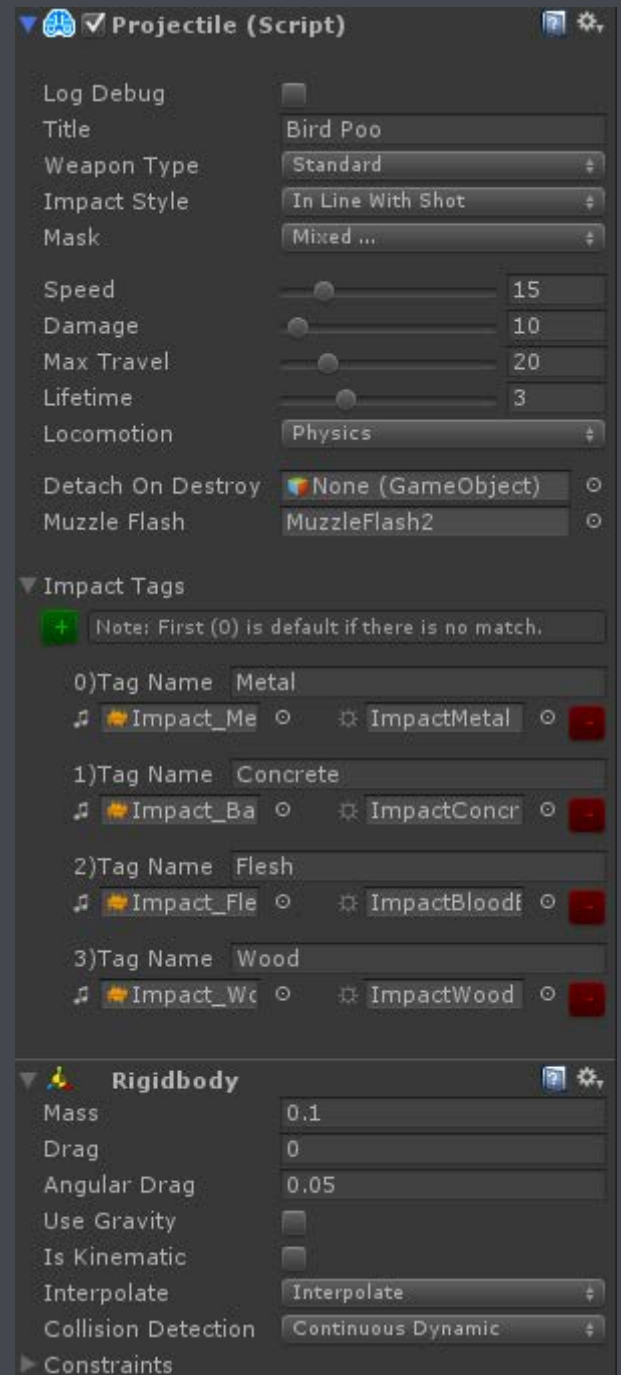 Projectile (Script)
Log Debug
Title Bird Poo
Weapon Type Standard
Impact Style In Line With Shot
Mask Mixed ...
Speed 15
Damage 10
Max Travel 20
Lifetime 3
Locomotion Physics
Detach On Destroy None (GameObject)
Muzzle Flash MuzzleFlash2
Impact Tags
+ Note: First (0) is default if there is no match.
0)Tag Name Metal
Impact_Me ImpactMetal -
1)Tag Name Concrete
Impact_Ba ImpactConcr -
2)Tag Name Flesh
Impact_Fle ImpactBlood -
3)Tag Name Wood
Impact_Wo ImpactWood -
Rigidbody
Mass 0.1
Drag 0
Angular Drag 0.05
Use Gravity
Is Kinematic
Interpolate Interpolate
Collision Detection Continuous Dynamic
Constraints